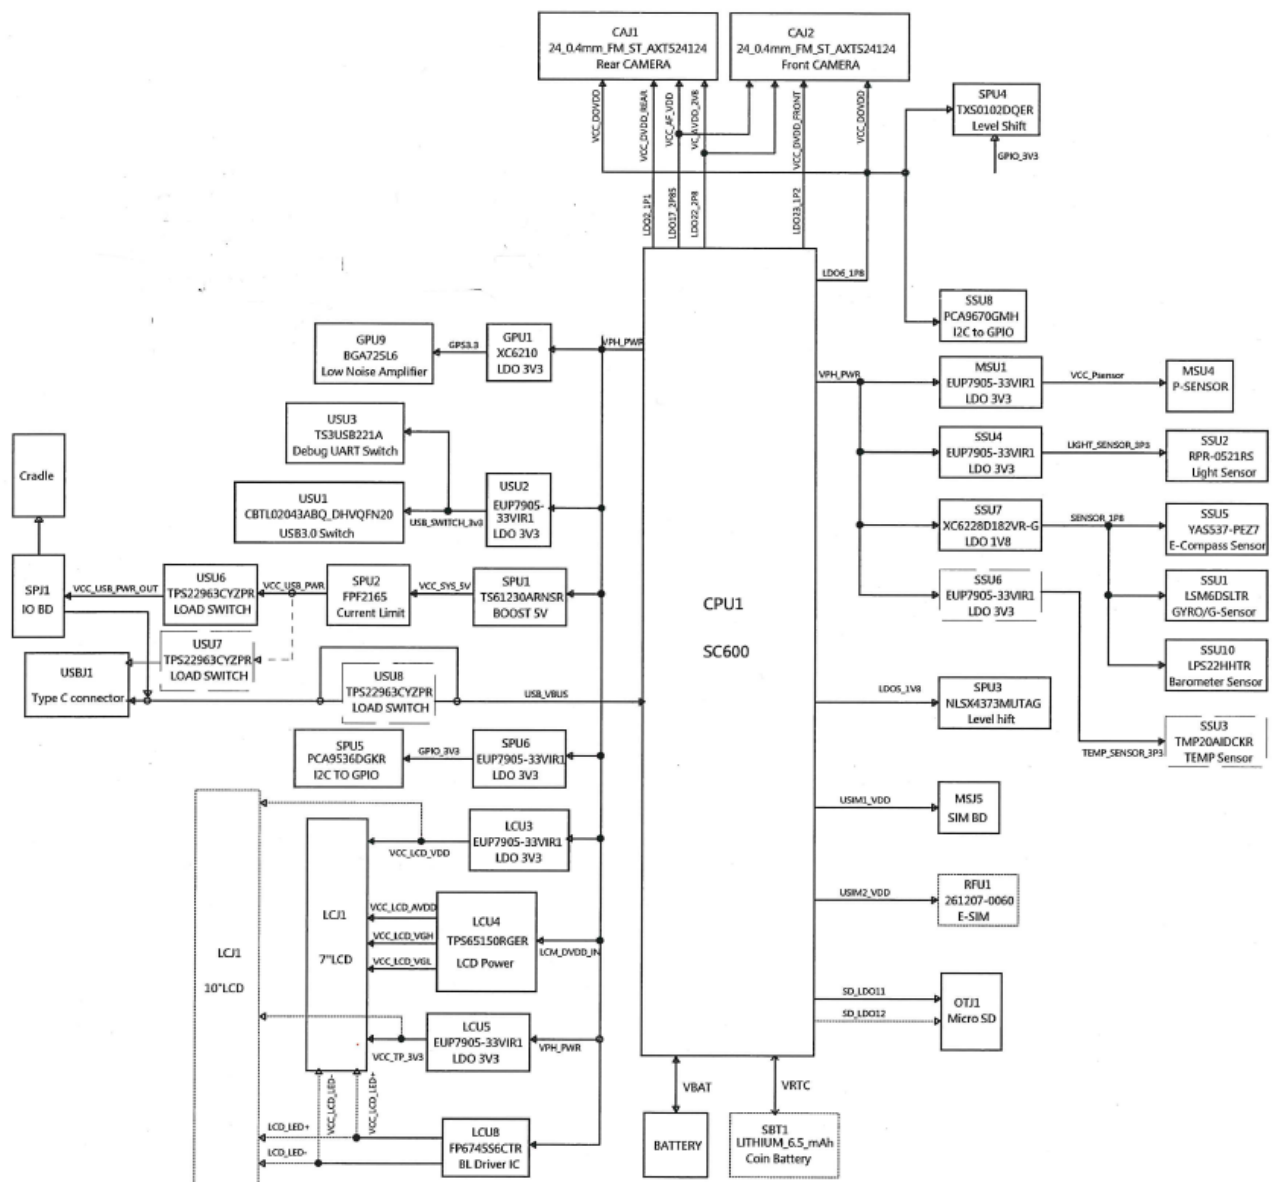 CAJ1
24_0.4mm_FM_ST_AXT524124
Rear CAMERA
CAJ2
24_0.4mm_FM_ST_AXT524124
Front CAMERA
VCC_DOVDD
VCC_DVDD_REAR
VCC_AF_VDD
VC_AVDD_2V8
VCC_DVDD_FRONT
VCC_DOVDD
SPU4
TXS0102DQER
Level Shift
GPIO_3V3
LDO2_1P1
LDO17_2P85
LDO22_2P8
LDO23_1P2
LDO6_1P8
SSU8
PCA9670GMH
I2C to GPIO
GPU9
BGA725L6
Low Noise Amplifier
GPS3.3
GPU1
XC6210
LDO 3V3
VPH_PWR
VPH_PWR
MSU1
EUP7905-33VIR1
LDO 3V3
VCC_Psensor
MSU4
P-SENSOR
USU3
TS3USB221A
Debug UART Switch
SSU4
EUP7905-33VIR1
LDO 3V3
LIGHT_SENSOR_3P3
SSU2
RPR-0521RS
Light Sensor
Cradle
USU1
CBTL02043ABQ_DHVQFN20
USB3.0 Switch
USB_SWITCH_3v3
USU2
EUP7905-
33VIR1
LDO 3V3
SSU7
XC6228D182VR-G
LDO 1V8
SENSOR_1P8
SSU5
YAS537-PEZ7
E-Compass Sensor
SPJ1
IO BD
VCC_USB_PWR_OUT
USU6
TPS22963CYZPR
LOAD SWITCH
VCC_USB_PWR
SPU2
FPF2165
Current Limit
VCC_SYS_5V
SPU1
TS61230ARNSR
BOOST 5V
CPU1
SC600
SSU6
EUP7905-33VIR1
LDO 3V3
SSU1
LSM6DSLTR
GYRO/G-Sensor
USU7
TPS22963CYZPR
LOAD SWITCH
USBJ1
Type C connector
USU8
TPS22963CYZPR
LOAD SWITCH
USB_VBUS
SSU10
LPS22HHTR
Barometer Sensor
LDO5_1V8
SPU3
NLSX4373MUTAG
Level hift
SPU5
PCA9536DGKR
I2C TO GPIO
GPIO_3V3
SPU6
EUP7905-33VIR1
LDO 3V3
TEMP_SENSOR_3P3
SSU3
TMP20AIDCKR
TEMP Sensor
LCU3
EUP7905-33VIR1
LDO 3V3
VCC_LCD_VDD
USIM1_VDD
MSJ5
SIM BD
LCJ1
10"LCD
LCJ1
7"LCD
VCC_LCD_AVDD
VCC_LCD_VGH
VCC_LCD_VGL
LCU4
TPS65150RGER
LCD Power
LCM_DVDD_IN
USIM2_VDD
RFU1
261207-0060
E-SIM
SD_LDO11
SD_LDO12
OTJ1
Micro SD
VCC_TP_3V3
LCU5
EUP7905-33VIR1
LDO 3V3
VPH_PWR
VCC_LCD_LED-
VCC_LCD_LED+
LCD_LED+
LCD_LED-
LCU8
FP6745S6CTR
BL Driver IC
VBAT
VRTC
BATTERY
SBT1
LITHIUM_6.5_mAh
Coin Battery